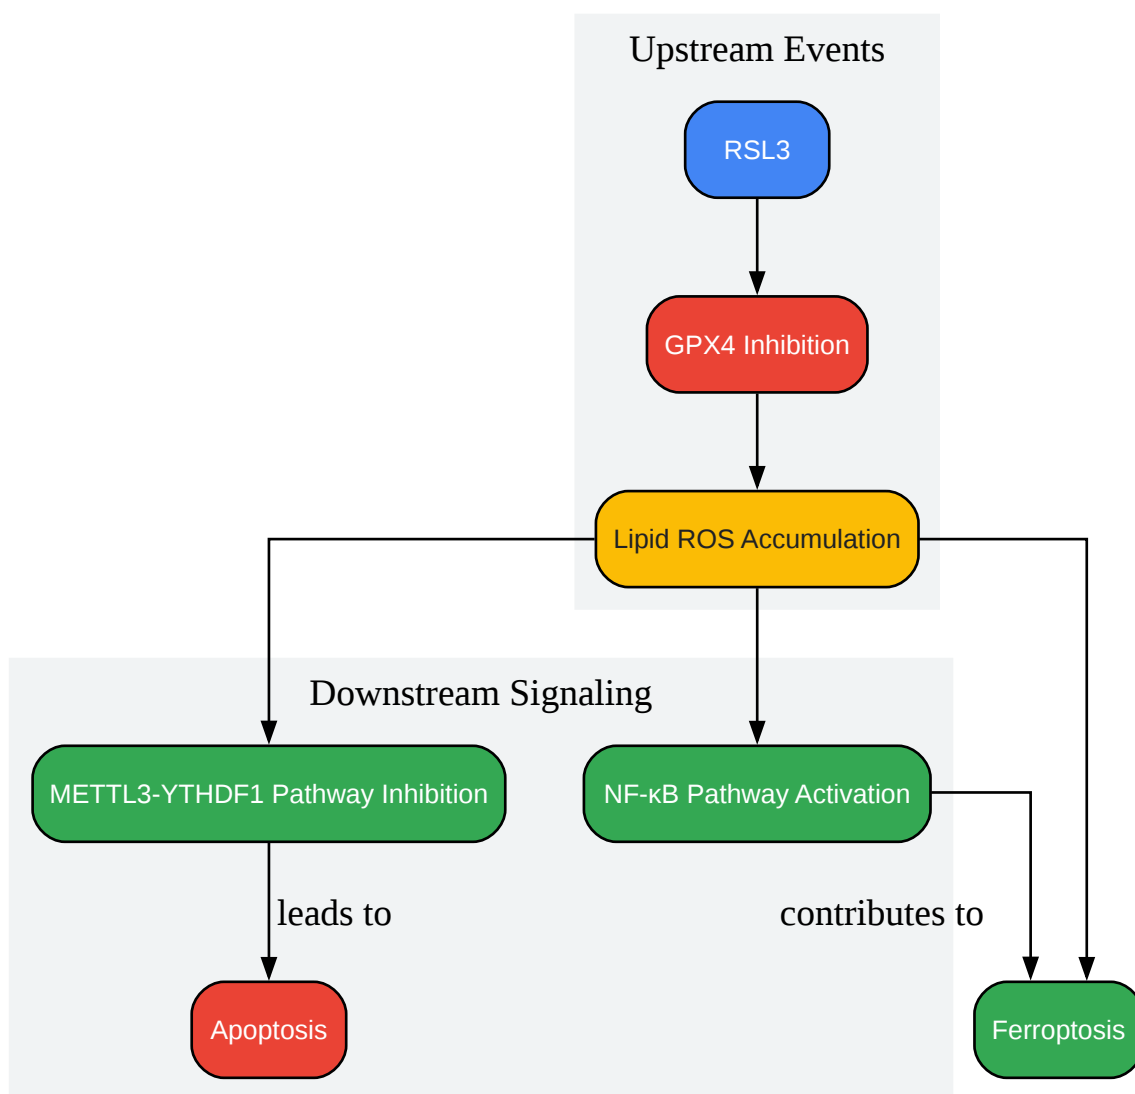 Upstream Events
RSL3
GPX4 Inhibition
Lipid ROS Accumulation
Downstream Signaling
METTL3-YTHDF1 Pathway Inhibition
NF-κB Pathway Activation
leads to
contributes to
Apoptosis
Ferroptosis